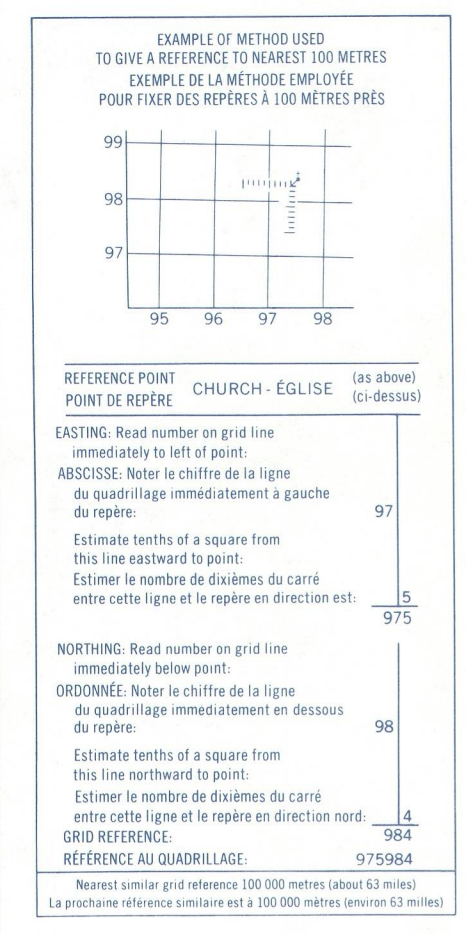 EXAMPLE OF METHOD USED
TO GIVE A REFERENCE TO NEAREST 100 METRES
EXEMPLE DE LA MÉTHODE EMPLOYÉE
POUR FIXER DES REPÈRES À 100 MÈTRES PRÈS
99
98
97
95 96 97 98
REFERENCE POINT
POINT DE REPÈRE
CHURCH - ÉGLISE
(as above)
(ci-dessus)
EASTING: Read number on grid line
immediately to left of point:
ABSCISSE: Noter le chiffre de la ligne
du quadrillage immédiatement à gauche
du repère: 97
Estimate tenths of a square from
this line eastward to point:
Estimer le nombre de dixièmes du carré
entre cette ligne et le repère en direction est: 5
975
NORTHING: Read number on grid line
immediately below point:
ORDONNÉE: Noter le chiffre de la ligne
du quadrillage immediatement en dessous
du repère: 98
Estimate tenths of a square from
this line northward to point:
Estimer le nombre de dixièmes du carré
entre cette ligne et le repère en direction nord: 4
GRID REFERENCE: 984
RÉFÉRENCE AU QUADRILLAGE: 975984
Nearest similar grid reference 100 000 metres (about 63 miles)
La prochaine référence similaire est à 100 000 mètres (environ 63 milles)